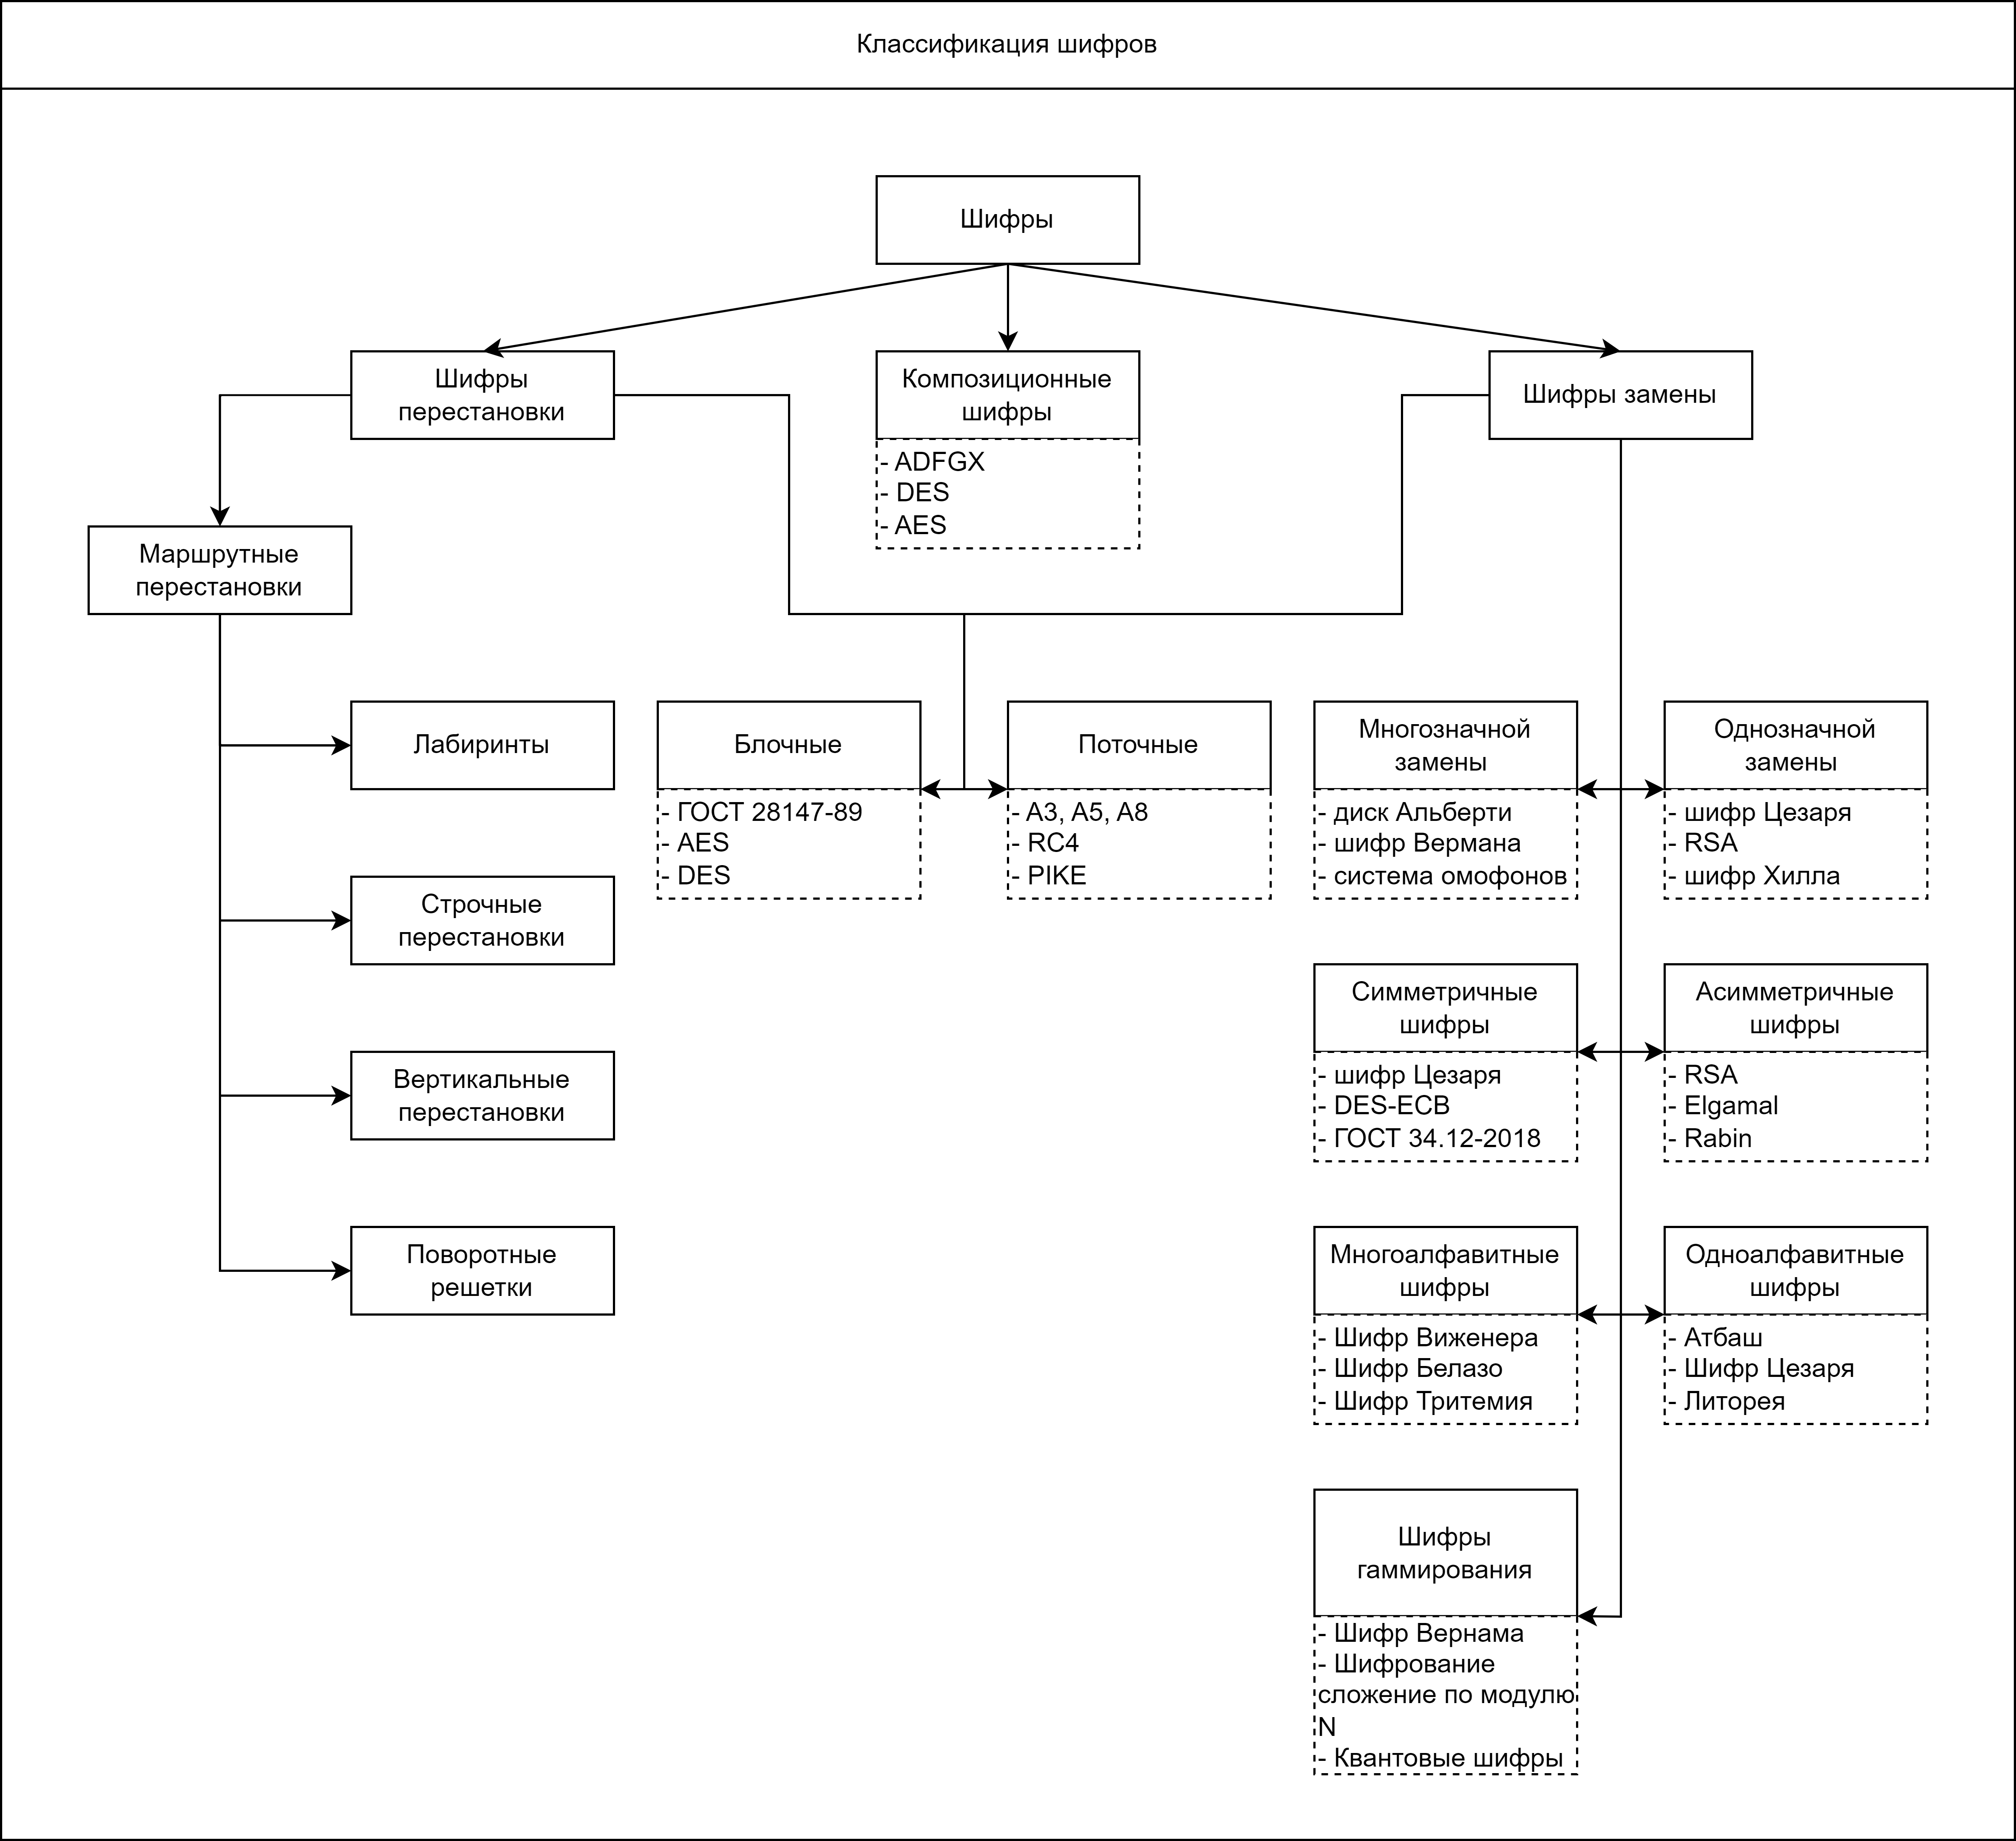 Классификация шифров
Шифры
Шифры
перестановки
Композиционные
шифры
- ADFGX
- DES
- AES
Шифры замены
Маршрутные
перестановки
Лабиринты
Строчные
перестановки
Вертикальные
перестановки
Поворотные
решетки
Блочные
- ГОСТ 28147-89
- AES
- DES
Поточные
- A3, A5, A8
- RC4
- PIKE
Многозначной
замены
- диск Альберти
- шифр Вермана
- система омофонов
Однозначной
замены
- шифр Цезаря
- RSA
- шифр Хилла
Симметричные
шифры
- шифр Цезаря
- DES-ECB
- ГОСТ 34.12-2018
Асимметричные
шифры
- RSA
- Elgamal
- Rabin
Многоалфавитные
шифры
- Шифр Виженера
- Шифр Белазо
- Шифр Тритемия
Одноалфавитные
шифры
- Атбаш
- Шифр Цезаря
- Литорея
Шифры
гаммирования
- Шифр Вернама
- Шифрование
сложение по модулю
N
- Квантовые шифры